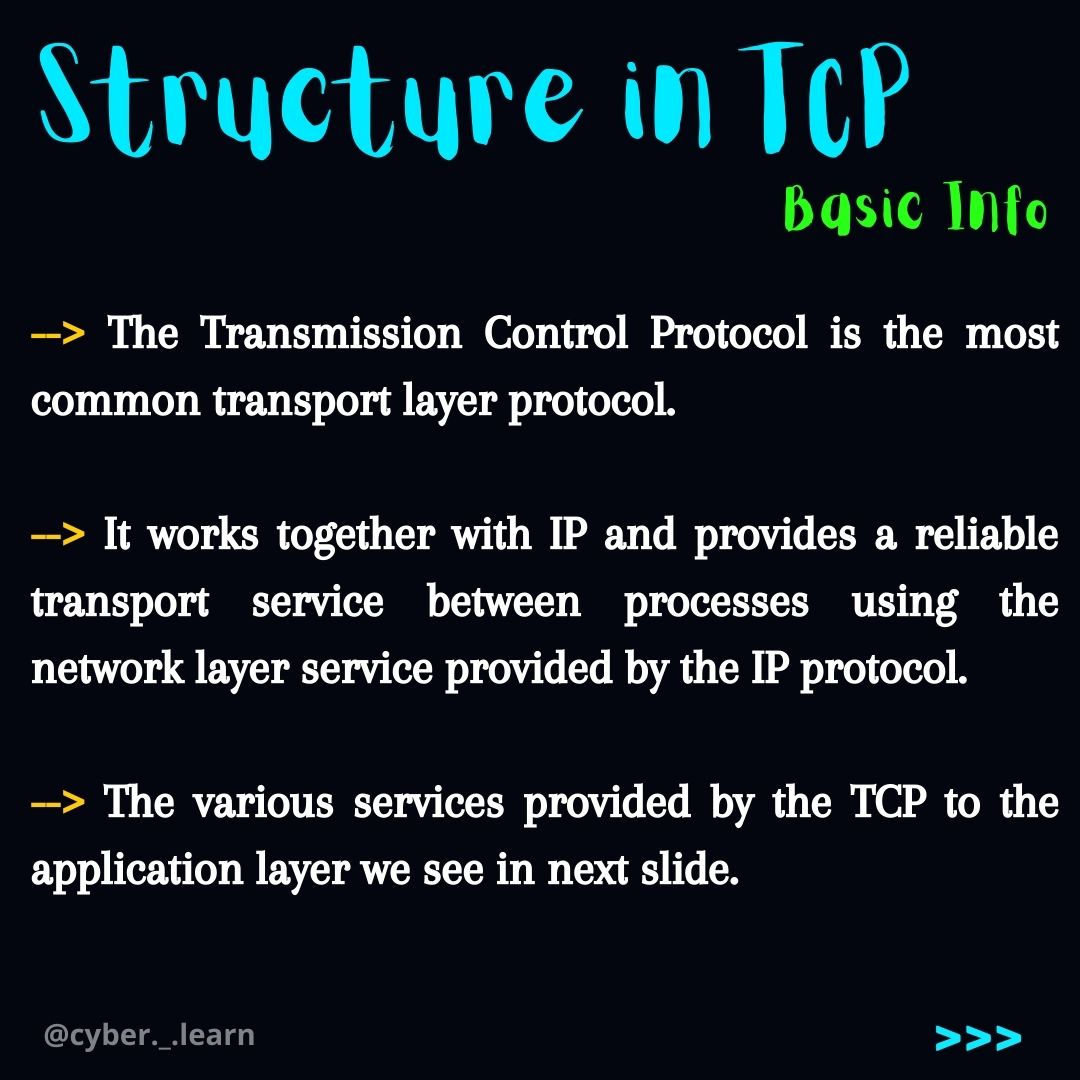 Structure in TCP
Basic Info
--> The Transmission Control Protocol is the most
common transport layer protocol.
--> It works together with IP and provides a reliable
transport service between processes using the
network layer service provided by the IP protocol.
--> The various services provided by the TCP to the
application layer we see in next slide.
@cyber._.learn
>>>